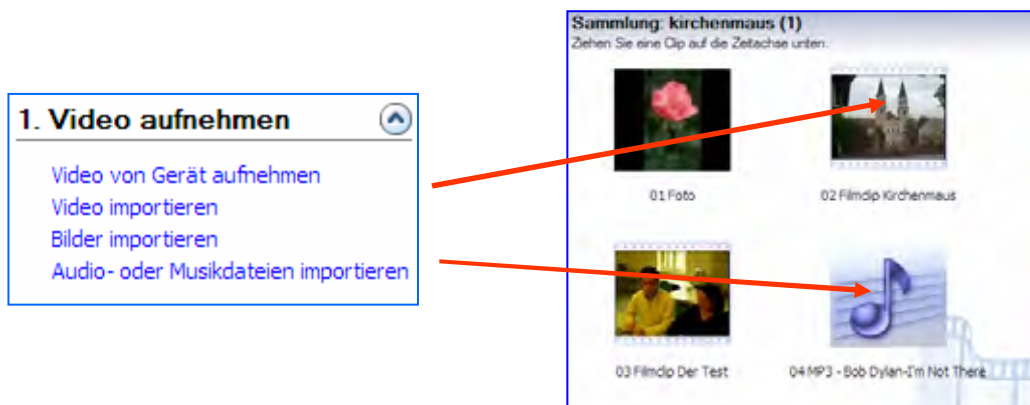 1. Video aufnehmen
Video von Gerät aufnehmen
Video importieren
Bilder importieren
Audio- oder Musikdateien importieren
Sammlung: kirchenmaus (1)
Ziehen Sie eine Clip auf die Zeitachse unten.
01 Foto
02 Filmclip Kirchenmaus
03 Filmclip Der Test
04 MP3 - Bob Dylan-I'm Not There